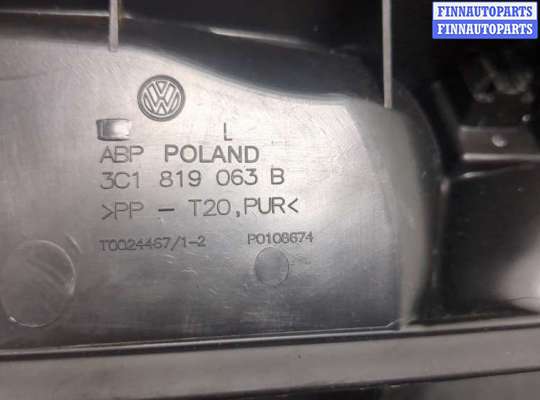 FINNAUTOPARTS
FINNAUTOPARTS
L
ABP POLAND
3C1 819 063 B
>PP - T20,PUR<
T0024467/1-2 P0108674